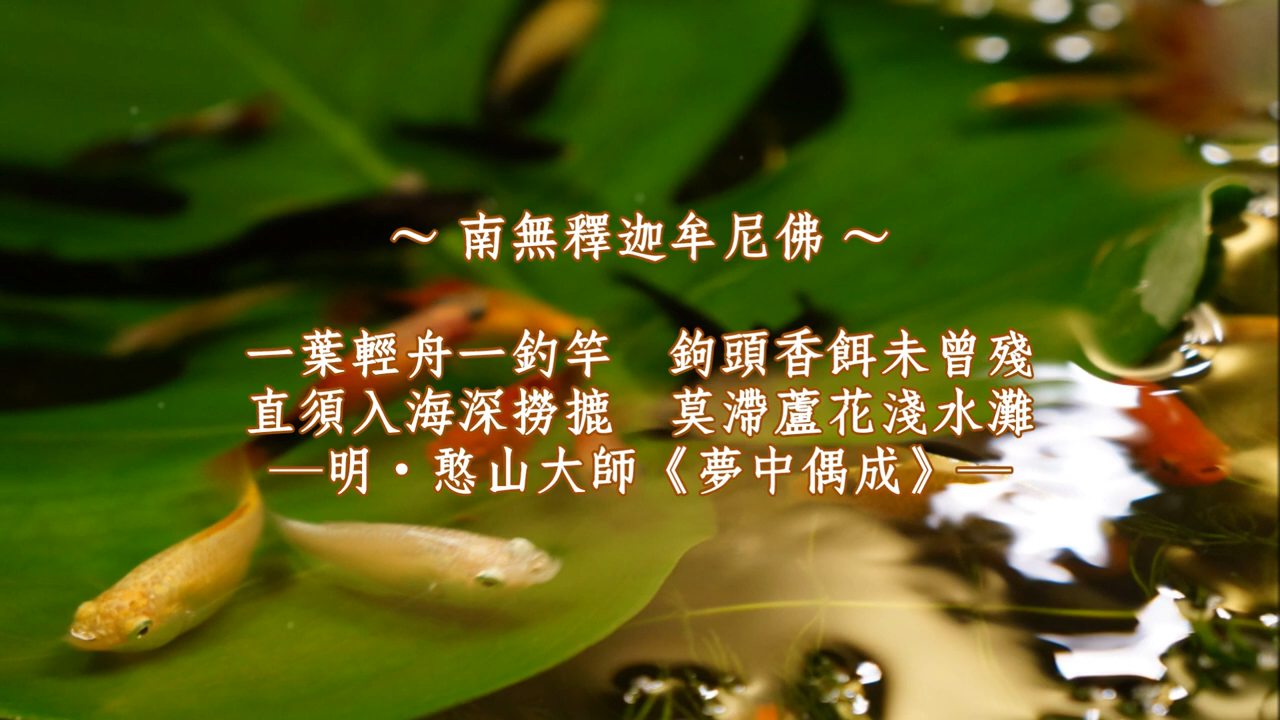 ～ 南無釋迦牟尼佛 ～
一葉輕舟一釣竿　鉤頭香餌未曾殘
直須入海深撈摝　莫滯蘆花淺水灘
—明・憨山大師《夢中偶成》—